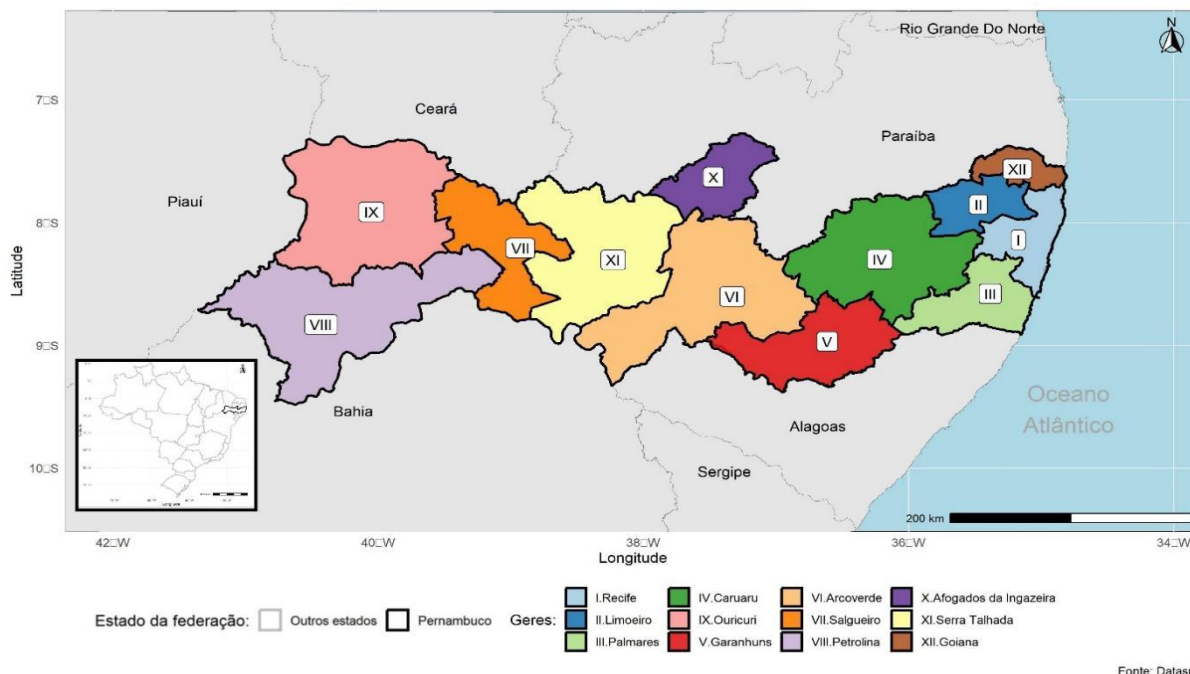 Rio Grande Do Norte
N
7□S
Ceará
Paraíba
XII
X
Piauí
II
IX
8□S
I
VII
XI
IV
Latitude
VI
III
VIII
V
9□S
Bahia
Oceano
Atlântico
Alagoas
10□S
Sergipe
200 km
42□W
40□W
38□W
36□W
34□W
Longitude
Estado da federação: Outros estados Pernambuco Geres:
I.Recife IV.Caruaru VI.Arcoverde X.Afogados da Ingazeira
II.Limoeiro IX.Ouricuri VII.Salgueiro XI.Serra Talhada
III.Palmares V.Garanhuns VIII.Petrolina XII.Goiana